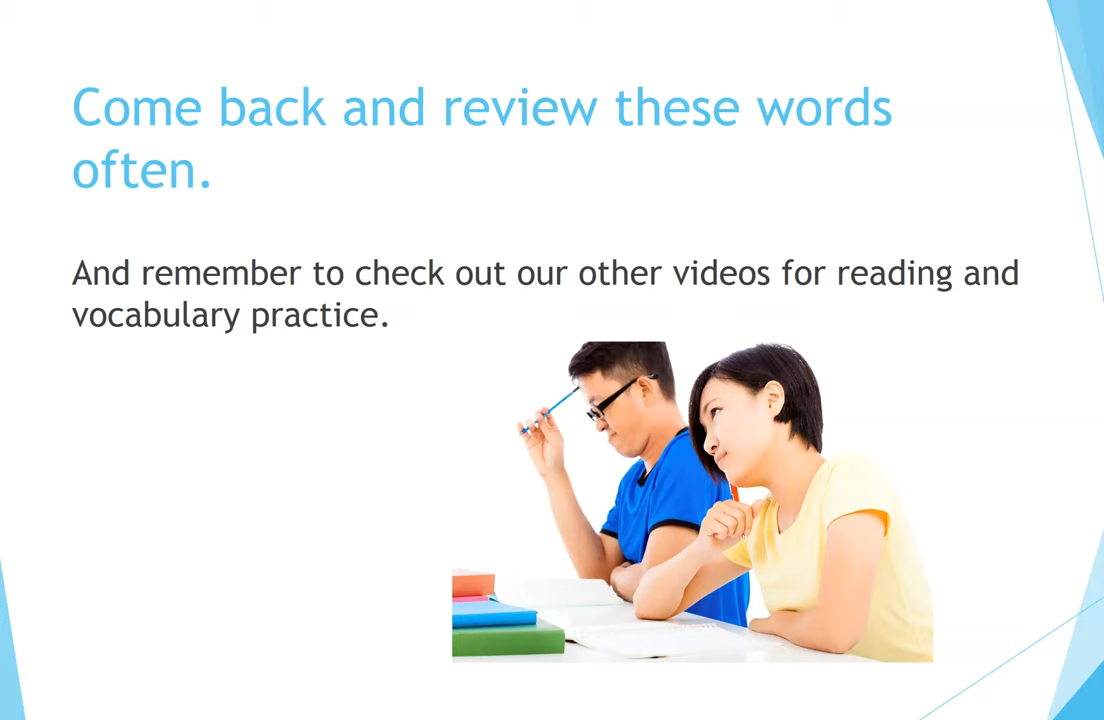 Come back and review these words
often.
And remember to check out our other videos for reading and
vocabulary practice.